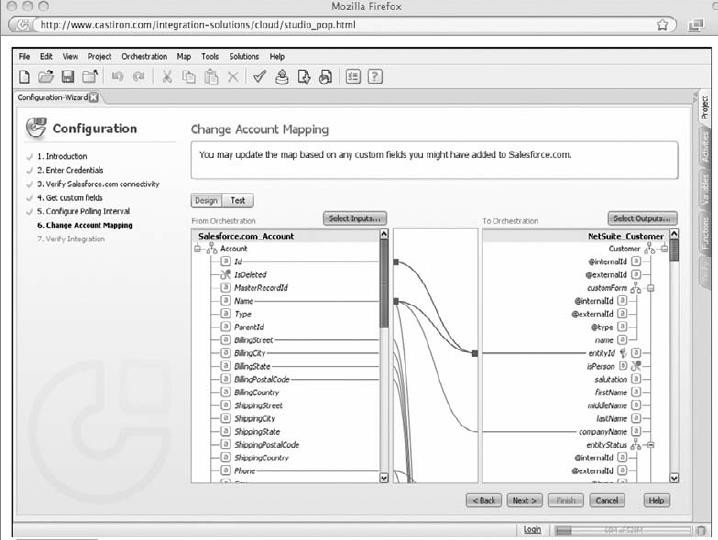 Mozilla Firefox
http://www.castiron.com/integration-solutions/cloud/studio_pop.html
File Edit View Project Orchestration Map Tools Solutions Help
Configuration-Wizard
Project
Activities
Variables
Functions
Configuration
1. Introduction
2. Enter Credentials
3. Verify Salesforce.com connectivity
4. Get custom fields
5. Configure Polling Interval
6. Change Account Mapping
7. Verify Integration
Change Account Mapping
You may update the map based on any custom fields you might have added to Salesforce.com.
Design Test
From Orchestration Select Inputs...
To Orchestration Select Outputs...
Salesforce.com_Account
Account
Id
IsDeleted
MasterRecordId
Name
Type
ParentId
BillingStreet
BillingCity
BillingState
BillingPostalCode
BillingCountry
ShippingStreet
ShippingCity
ShippingState
ShippingPostalCode
ShippingCountry
Phone
NetSuite_Customer
Customer
@internalId
@externalId
customForm
@internalId
@externalId
@type
name
entityId
isPerson
salutation
firstName
middleName
lastName
companyName
entityStatus
@internalId
@externalId
< Back Next > Finish Cancel Help
Login